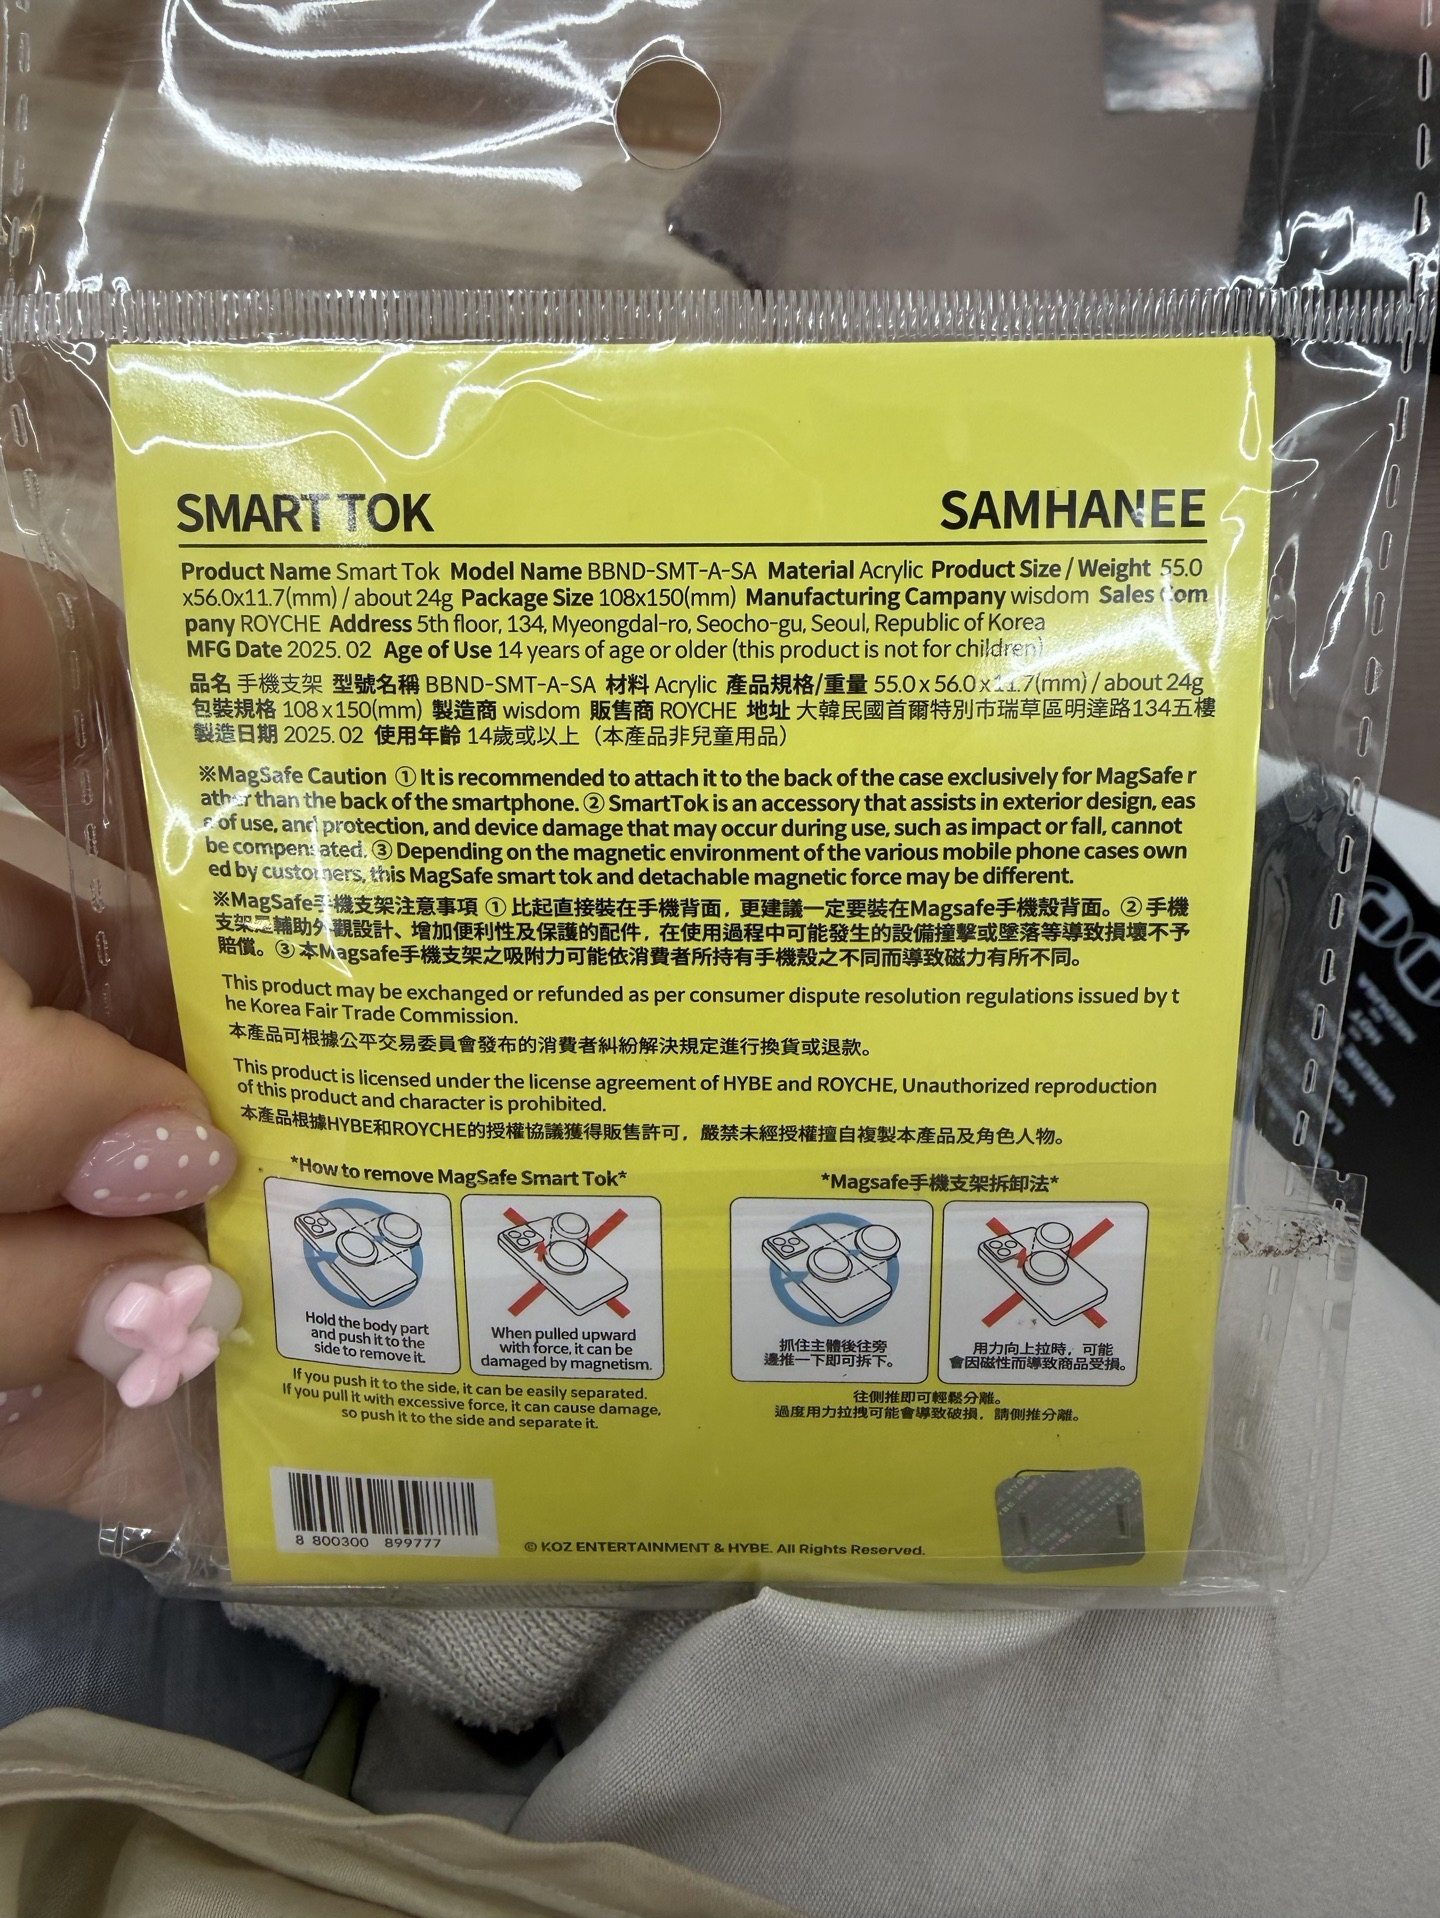 SMART TOK SAMHANEE
Product Name Smart Tok Model Name BBND-SMT-A-SA Material Acrylic Product Size / Weight 55.0
x56.0x11.7(mm) / about 24g Package Size 108x150(mm) Manufacturing Campany wisdom Sales Com
pany ROYCHE Address 5th floor, 134, Myeongdal-ro, Seocho-gu, Seoul, Republic of Korea
MFG Date 2025. 02 Age of Use 14 years of age or older (this product is not for children)
品名 手機支架 型號名稱 BBND-SMT-A-SA 材料 Acrylic 產品規格/重量 55.0 x 56.0 x 11.7(mm) / about 24g
包裝規格 108 x 150(mm) 製造商 wisdom 販售商 ROYCHE 地址 大韓民國首爾特別市瑞草區明達路134五樓
製造日期 2025. 02 使用年齡 14歲或以上（本產品非兒童用品）
※MagSafe Caution ① It is recommended to attach it to the back of the case exclusively for MagSafe r
ather than the back of the smartphone. ② SmartTok is an accessory that assists in exterior design, eas
e of use, and protection, and device damage that may occur during use, such as impact or fall, cannot
be compensated. ③ Depending on the magnetic environment of the various mobile phone cases own
ed by customers, this MagSafe smart tok and detachable magnetic force may be different.
※MagSafe手機支架注意事項 ① 比起直接裝在手機背面，更建議一定要裝在Magsafe手機殼背面。② 手機
支架是輔助外觀設計、增加便利性及保護的配件，在使用過程中可能發生的設備撞擊或墜落等導致損壞不予
賠償。③ 本Magsafe手機支架之吸附力可能依消費者所持有手機殼之不同而導致磁力有所不同。
This product may be exchanged or refunded as per consumer dispute resolution regulations issued by t
he Korea Fair Trade Commission.
本產品可根據公平交易委員會發布的消費者糾紛解決規定進行換貨或退款。
This product is licensed under the license agreement of HYBE and ROYCHE, Unauthorized reproduction
of this product and character is prohibited.
本產品根據HYBE和ROYCHE的授權協議獲得販售許可，嚴禁未經授權擅自複製本產品及角色人物。
*How to remove MagSafe Smart Tok*
Hold the body part
and push it to the
side to remove it.
When pulled upward
with force, it can be
damaged by magnetism.
If you push it to the side, it can be easily separated.
If you pull it with excessive force, it can cause damage,
so push it to the side and separate it.
*Magsafe手機支架拆卸法*
抓住主體後往旁
邊推一下即可拆下。
用力向上拉時，可能
會因磁性而導致商品受損。
往側推即可輕鬆分離。
過度用力拉拽可能會導致破損，請側推分離。
8 800300 899777
© KOZ ENTERTAINMENT & HYBE. All Rights Reserved.